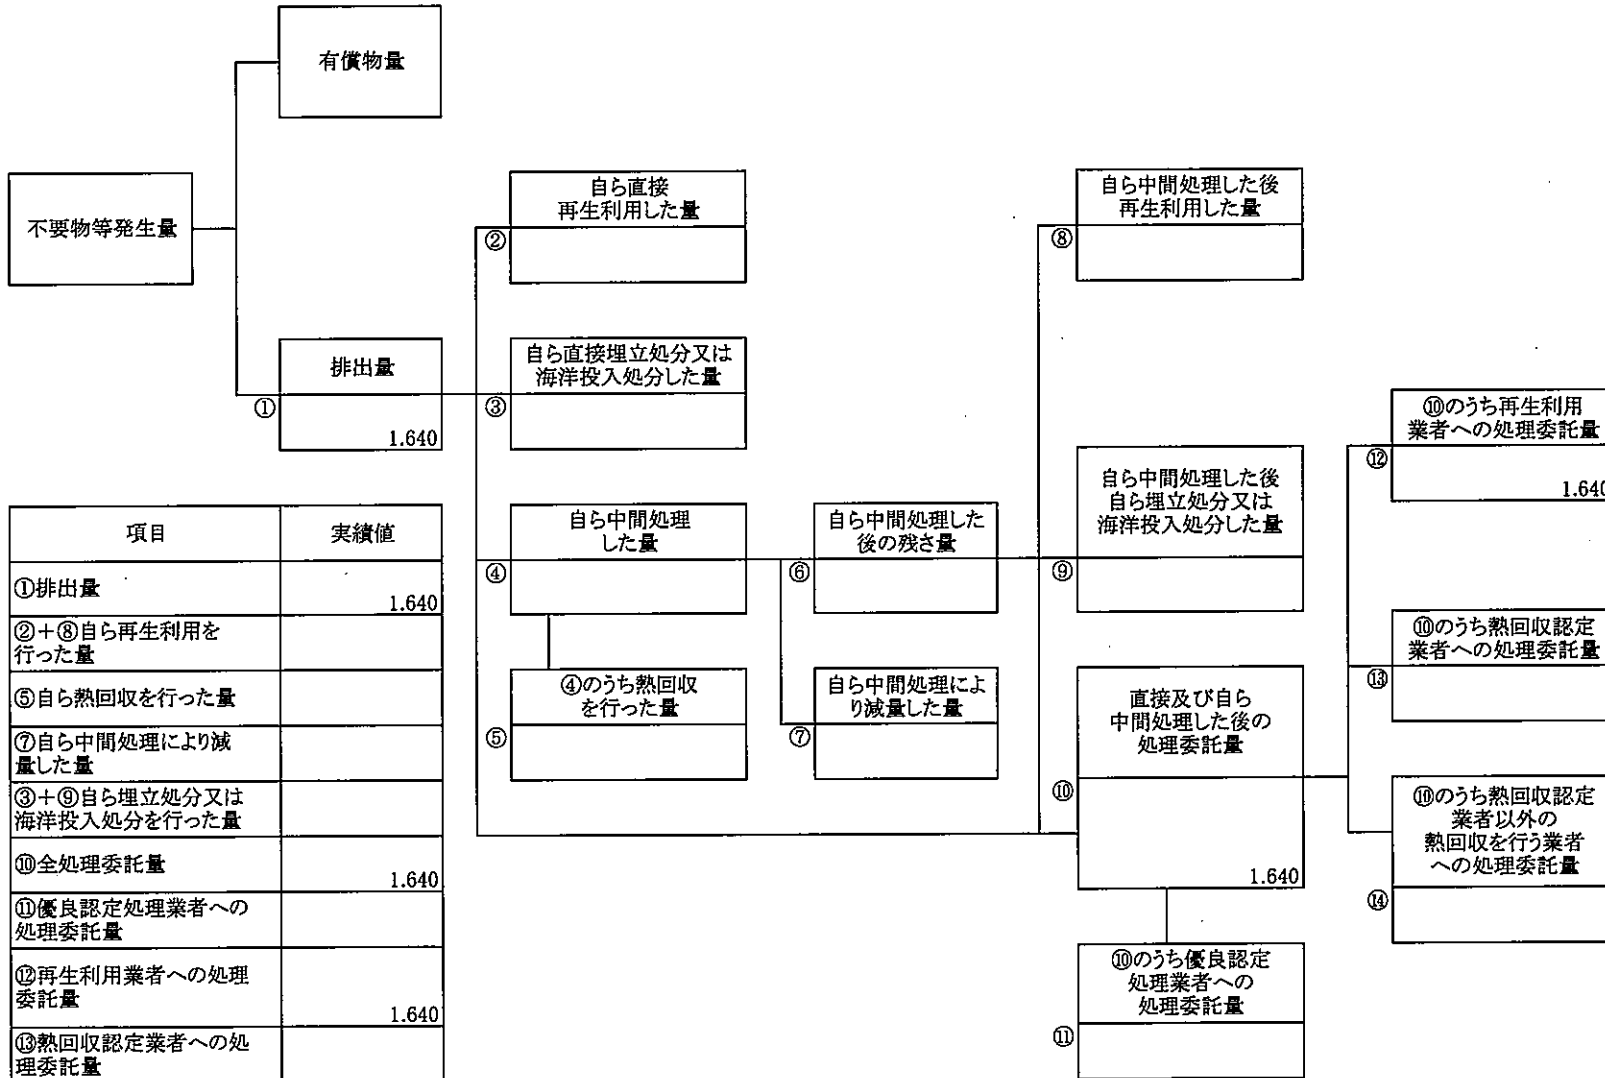 有償物量
不要物等発生量
自ら直接
再生利用した量
②
自ら中間処理した後
再生利用した量
⑧
排出量
①
1.640
自ら直接埋立処分又は
海洋投入処分した量
③
⑩のうち再生利用
業者への処理委託量
⑫
1.640
自ら中間処理した後
自ら埋立処分又は
海洋投入処分した量
⑨
自ら中間処理
した量
④
自ら中間処理した
後の残さ量
⑥
④のうち熱回収
を行った量
⑤
自ら中間処理によ
り減量した量
⑦
直接及び自ら
中間処理した後の
処理委託量
⑩
1.640
⑩のうち熱回収認定
業者への処理委託量
⑬
⑩のうち熱回収認定
業者以外の
熱回収を行う業者
への処理委託量
⑭
⑩のうち優良認定
処理業者への
処理委託量
⑪
項目
実績値
①排出量
1.640
②+⑧自ら再生利用を
行った量
⑤自ら熱回収を行った量
⑦自ら中間処理により減
量した量
③+⑨自ら埋立処分又は
海洋投入処分を行った量
⑩全処理委託量
1.640
⑪優良認定処理業者への
処理委託量
⑫再生利用業者への処理
委託量
1.640
⑬熱回収認定業者への処
理委託量